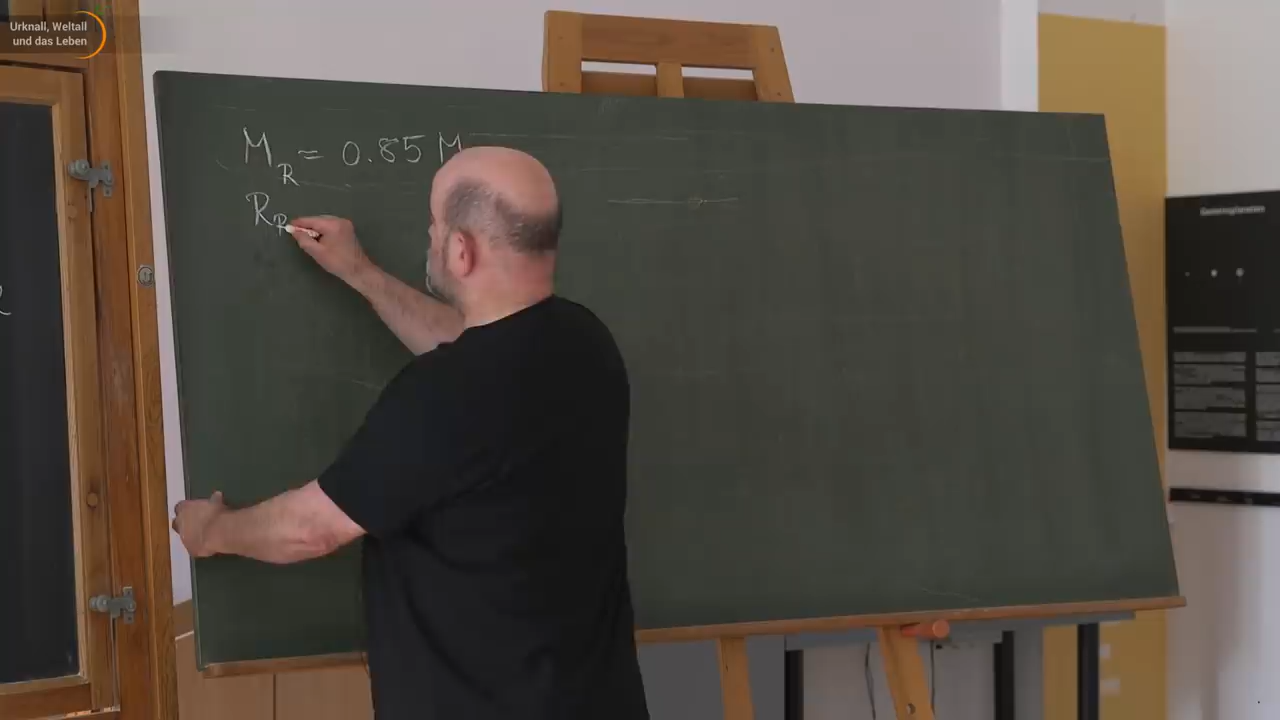 Urknall, Weltall
und das Leben
M_R = 0.85 M
R_R